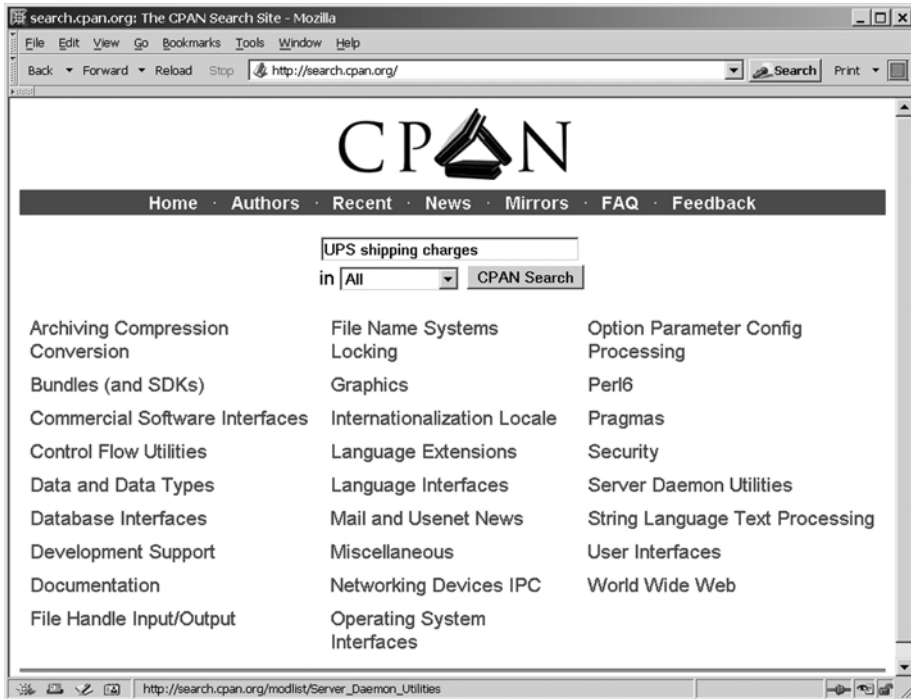 search.cpan.org: The CPAN Search Site - Mozilla
File Edit View Go Bookmarks Tools Window Help
Back Forward Reload Stop http://search.cpan.org/ Search Print
CPAN
Home · Authors · Recent · News · Mirrors · FAQ · Feedback
UPS shipping charges
in All CPAN Search
Archiving Compression Conversion
Bundles (and SDKs)
Commercial Software Interfaces
Control Flow Utilities
Data and Data Types
Database Interfaces
Development Support
Documentation
File Handle Input/Output
File Name Systems Locking
Graphics
Internationalization Locale
Language Extensions
Language Interfaces
Mail and Usenet News
Miscellaneous
Networking Devices IPC
Operating System Interfaces
Option Parameter Config Processing
Perl6
Pragmas
Security
Server Daemon Utilities
String Language Text Processing
User Interfaces
World Wide Web
http://search.cpan.org/modlist/Server_Daemon_Utilities